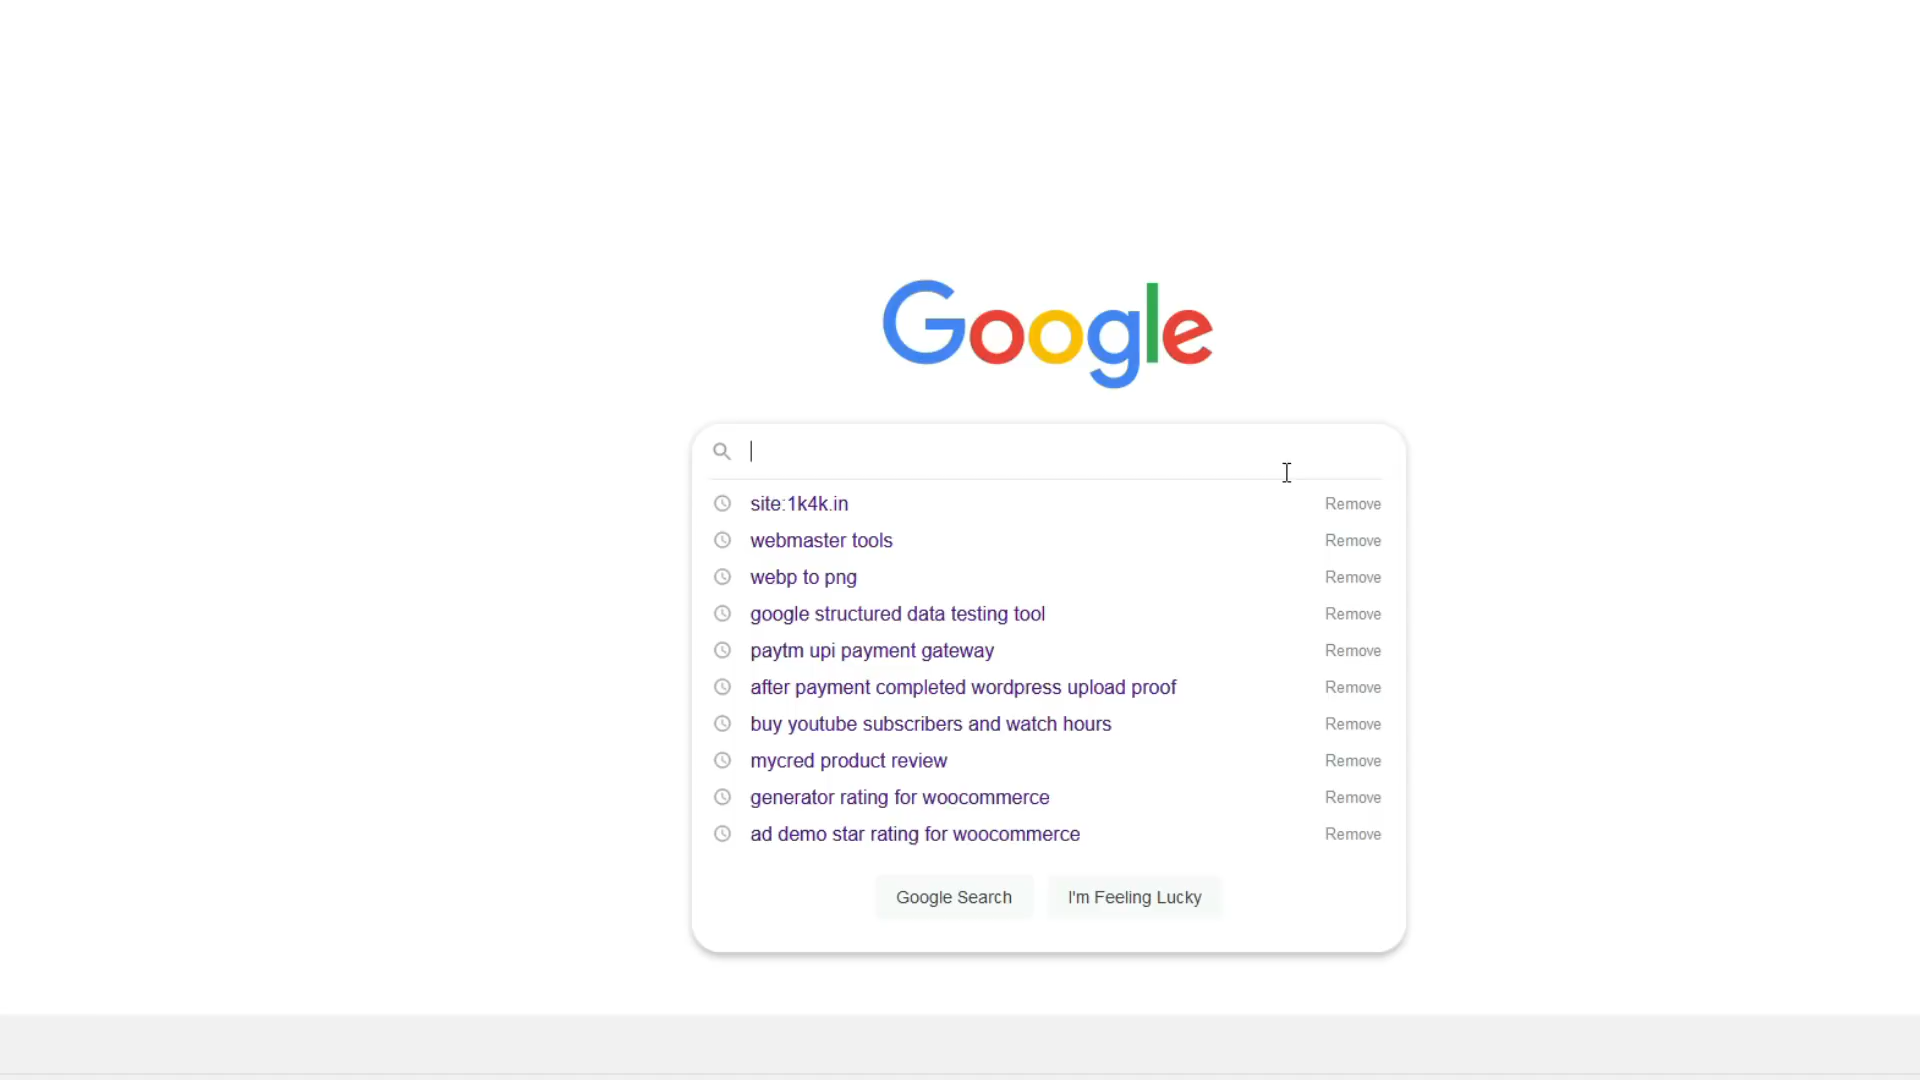 Google
site:1k4k.in Remove
webmaster tools Remove
webp to png Remove
google structured data testing tool Remove
paytm upi payment gateway Remove
after payment completed wordpress upload proof Remove
buy youtube subscribers and watch hours Remove
mycred product review Remove
generator rating for woocommerce Remove
ad demo star rating for woocommerce Remove
Google Search I'm Feeling Lucky